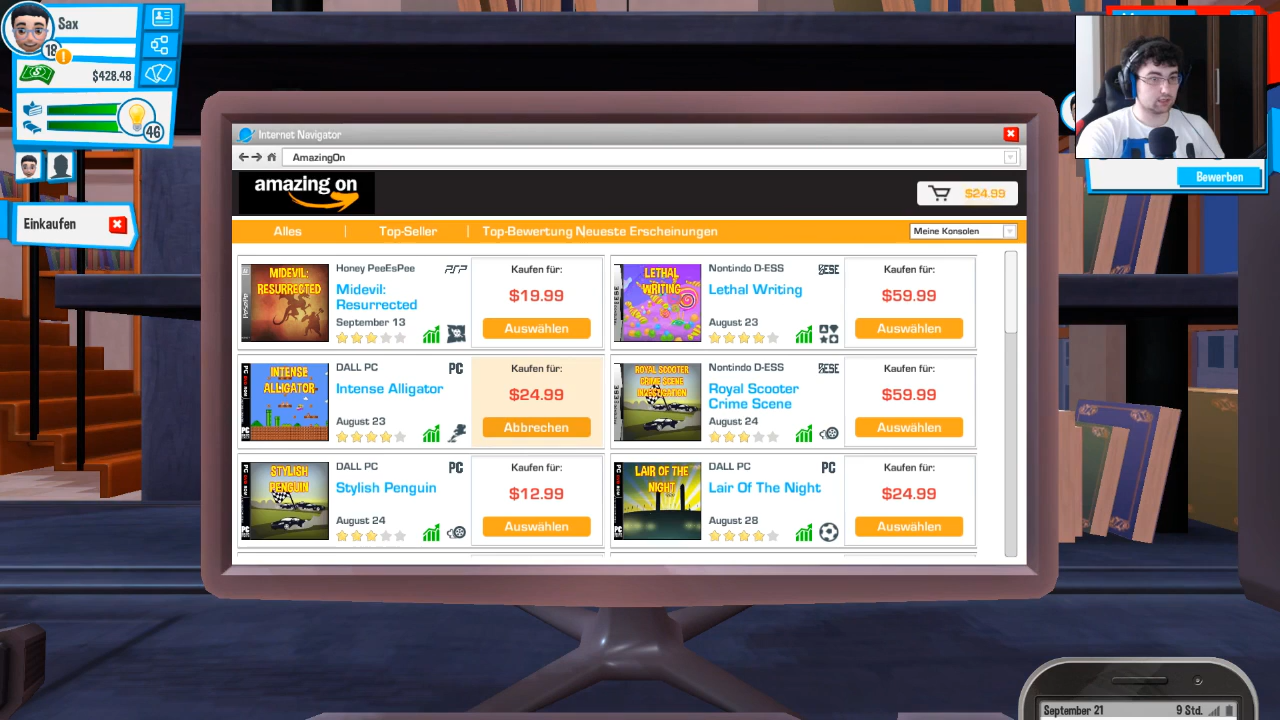 Sax
18
!
$428.48
46
Einkaufen
Bewerben
Internet Navigator
AmazingOn
amazing on
$24.99
Alles
Top-Seller
Top-Bewertung
Neueste Erscheinungen
Meine Konsolen
MIDEVIL:
RESURRECTED
Honey PeeEsPee
PSP
Midevil:
Resurrected
September 13
Kaufen für:
$19.99
Auswählen
LETHAL
WRITING
Nontindo D-ESS
Lethal Writing
August 23
Kaufen für:
$59.99
Auswählen
INTENSE
ALLIGATOR
DALL PC
PC
Intense Alligator
August 23
Kaufen für:
$24.99
Abbrechen
ROYAL SCOOTER
CRIME SCENE
INVESTIGATION
Nontindo D-ESS
Royal Scooter
Crime Scene
August 24
Kaufen für:
$59.99
Auswählen
STYLISH
PENGUIN
DALL PC
PC
Stylish Penguin
August 24
Kaufen für:
$12.99
Auswählen
LAIR OF THE
NIGHT
DALL PC
PC
Lair Of The Night
August 28
Kaufen für:
$24.99
Auswählen
September 21
9 Std.